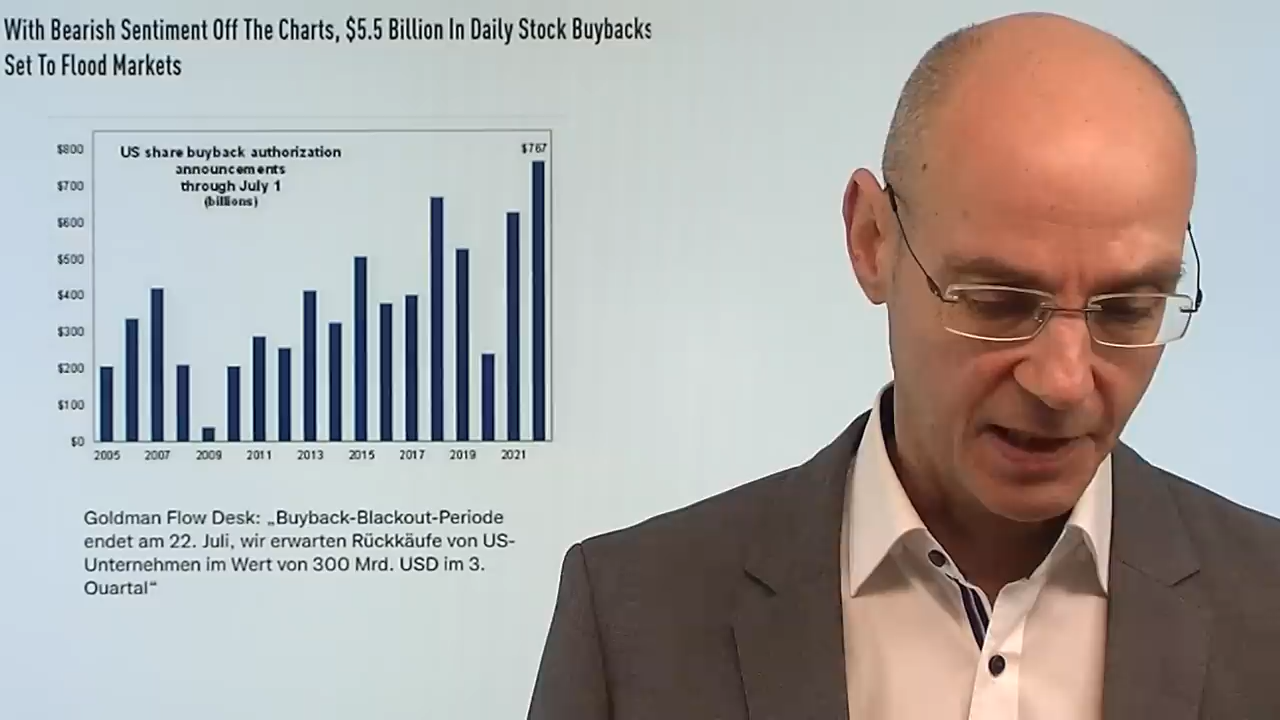 With Bearish Sentiment Off The Charts, $5.5 Billion In Daily Stock Buybacks
Set To Flood Markets
US share buyback authorization
announcements
through July 1
(billions)
$767
$800
$700
$600
$500
$400
$300
$200
$100
$0
2005 2007 2009 2011 2013 2015 2017 2019 2021
Goldman Flow Desk: „Buyback-Blackout-Periode
endet am 22. Juli, wir erwarten Rückkäufe von US-
Unternehmen im Wert von 300 Mrd. USD im 3.
Quartal“